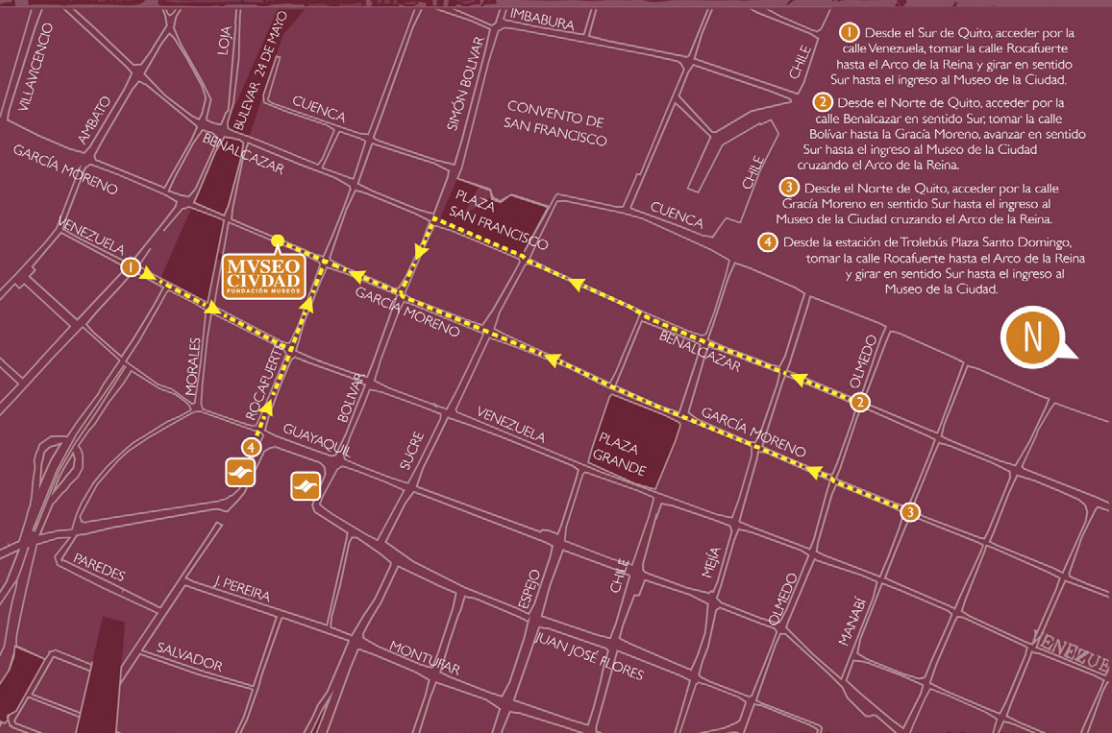 IMBABURA
LOJA
BULEVAR 24 DE MAYO
VILLAVICENCIO
AMBATO
CUENCA
SIMÓN BOLIVAR
CHILE
CONVENTO DE
SAN FRANCISCO
BENALCAZAR
GARCÍA MORENO
CHILE
PLAZA
SAN FRANCISCO
CUENCA
VENEZUELA
1
MVSEO
CIVDAD
FUNDACIÓN MUSEOS
GARCÍA MORENO
BENALCAZAR
OLMEDO
2
MORALES
ROCAFUERTE
BOLIVAR
GUAYAQUIL
SUCRE
VENEZUELA
PLAZA
GRANDE
GARCÍA MORENO
3
4
PAREDES
J. PEREIRA
SALVADOR
MONTUFAR
ESPEJO
CHILE
MEJÍA
OLMEDO
MANABÍ
JUAN JOSÉ FLORES
VENEZUE
1 Desde el Sur de Quito, acceder por la
calle Venezuela, tomar la calle Rocafuerte
hasta el Arco de la Reina y girar en sentido
Sur hasta el ingreso al Museo de la Ciudad.
2 Desde el Norte de Quito, acceder por la
calle Benalcazar en sentido Sur, tomar la calle
Bolívar hasta la Gracía Moreno, avanzar en sentido
Sur hasta el ingreso al Museo de la Ciudad
cruzando el Arco de la Reina.
3 Desde el Norte de Quito, acceder por la calle
Gracía Moreno en sentido Sur hasta el ingreso al
Museo de la Ciudad cruzando el Arco de la Reina.
4 Desde la estación de Trolebús Plaza Santo Domingo,
tomar la calle Rocafuerte hasta el Arco de la Reina
y girar en sentido Sur hasta el ingreso al
Museo de la Ciudad.
N